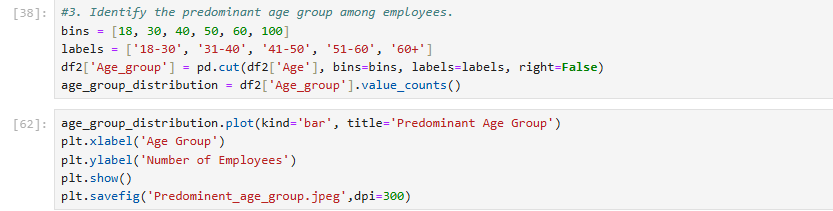 [38]: #3. Identify the predominant age group among employees.
bins = [18, 30, 40, 50, 60, 100]
labels = ['18-30', '31-40', '41-50', '51-60', '60+']
df2['Age_group'] = pd.cut(df2['Age'], bins=bins, labels=labels, right=False)
age_group_distribution = df2['Age_group'].value_counts()
[62]: age_group_distribution.plot(kind='bar', title='Predominant Age Group')
plt.xlabel('Age Group')
plt.ylabel('Number of Employees')
plt.show()
plt.savefig('Predominent_age_group.jpeg',dpi=300)